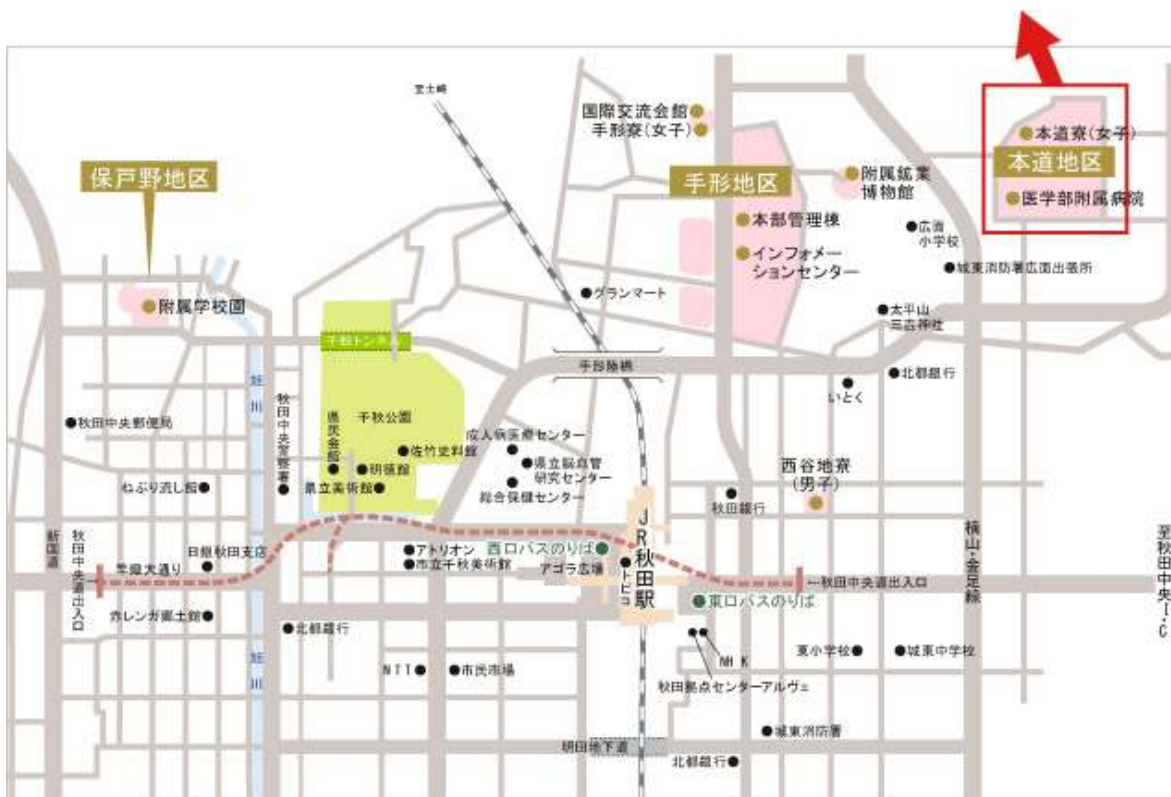 至土崎
国際交流会館
手形寮(女子)
本道寮(女子)
本道地区
医学部附属病院
保戸野地区
手形地区
附属鉱業
博物館
本部管理棟
インフォメー
ションセンター
広面
小学校
城東消防署広面出張所
附属学校園
グランマート
太平山
三吉神社
千秋トンネル
手形陸橋
北都銀行
いとく
旭川
秋田中央警察署
県民会館
千秋公園
秋田中央郵便局
佐竹史料館
成人病医療センター
県立脳血管
研究センター
明徳館
ねぶり流し館
県立美術館
総合保健センター
西谷地寮
(男子)
秋田銀行
JR秋田駅
新国道
秋田中央道出入口
日銀秋田支店
竿燈大通り
アトリオン
市立千秋美術館
西口バスのりば
アゴラ広場
トピコ
←秋田中央道出入口
横山・金足線
至秋田中央I・C
東口バスのりば
赤レンガ郷土館
北都銀行
旭川
NTT
市民市場
NHK
秋田拠点センターアルヴェ
東小学校
城東中学校
城東消防署
明田地下道
北都銀行